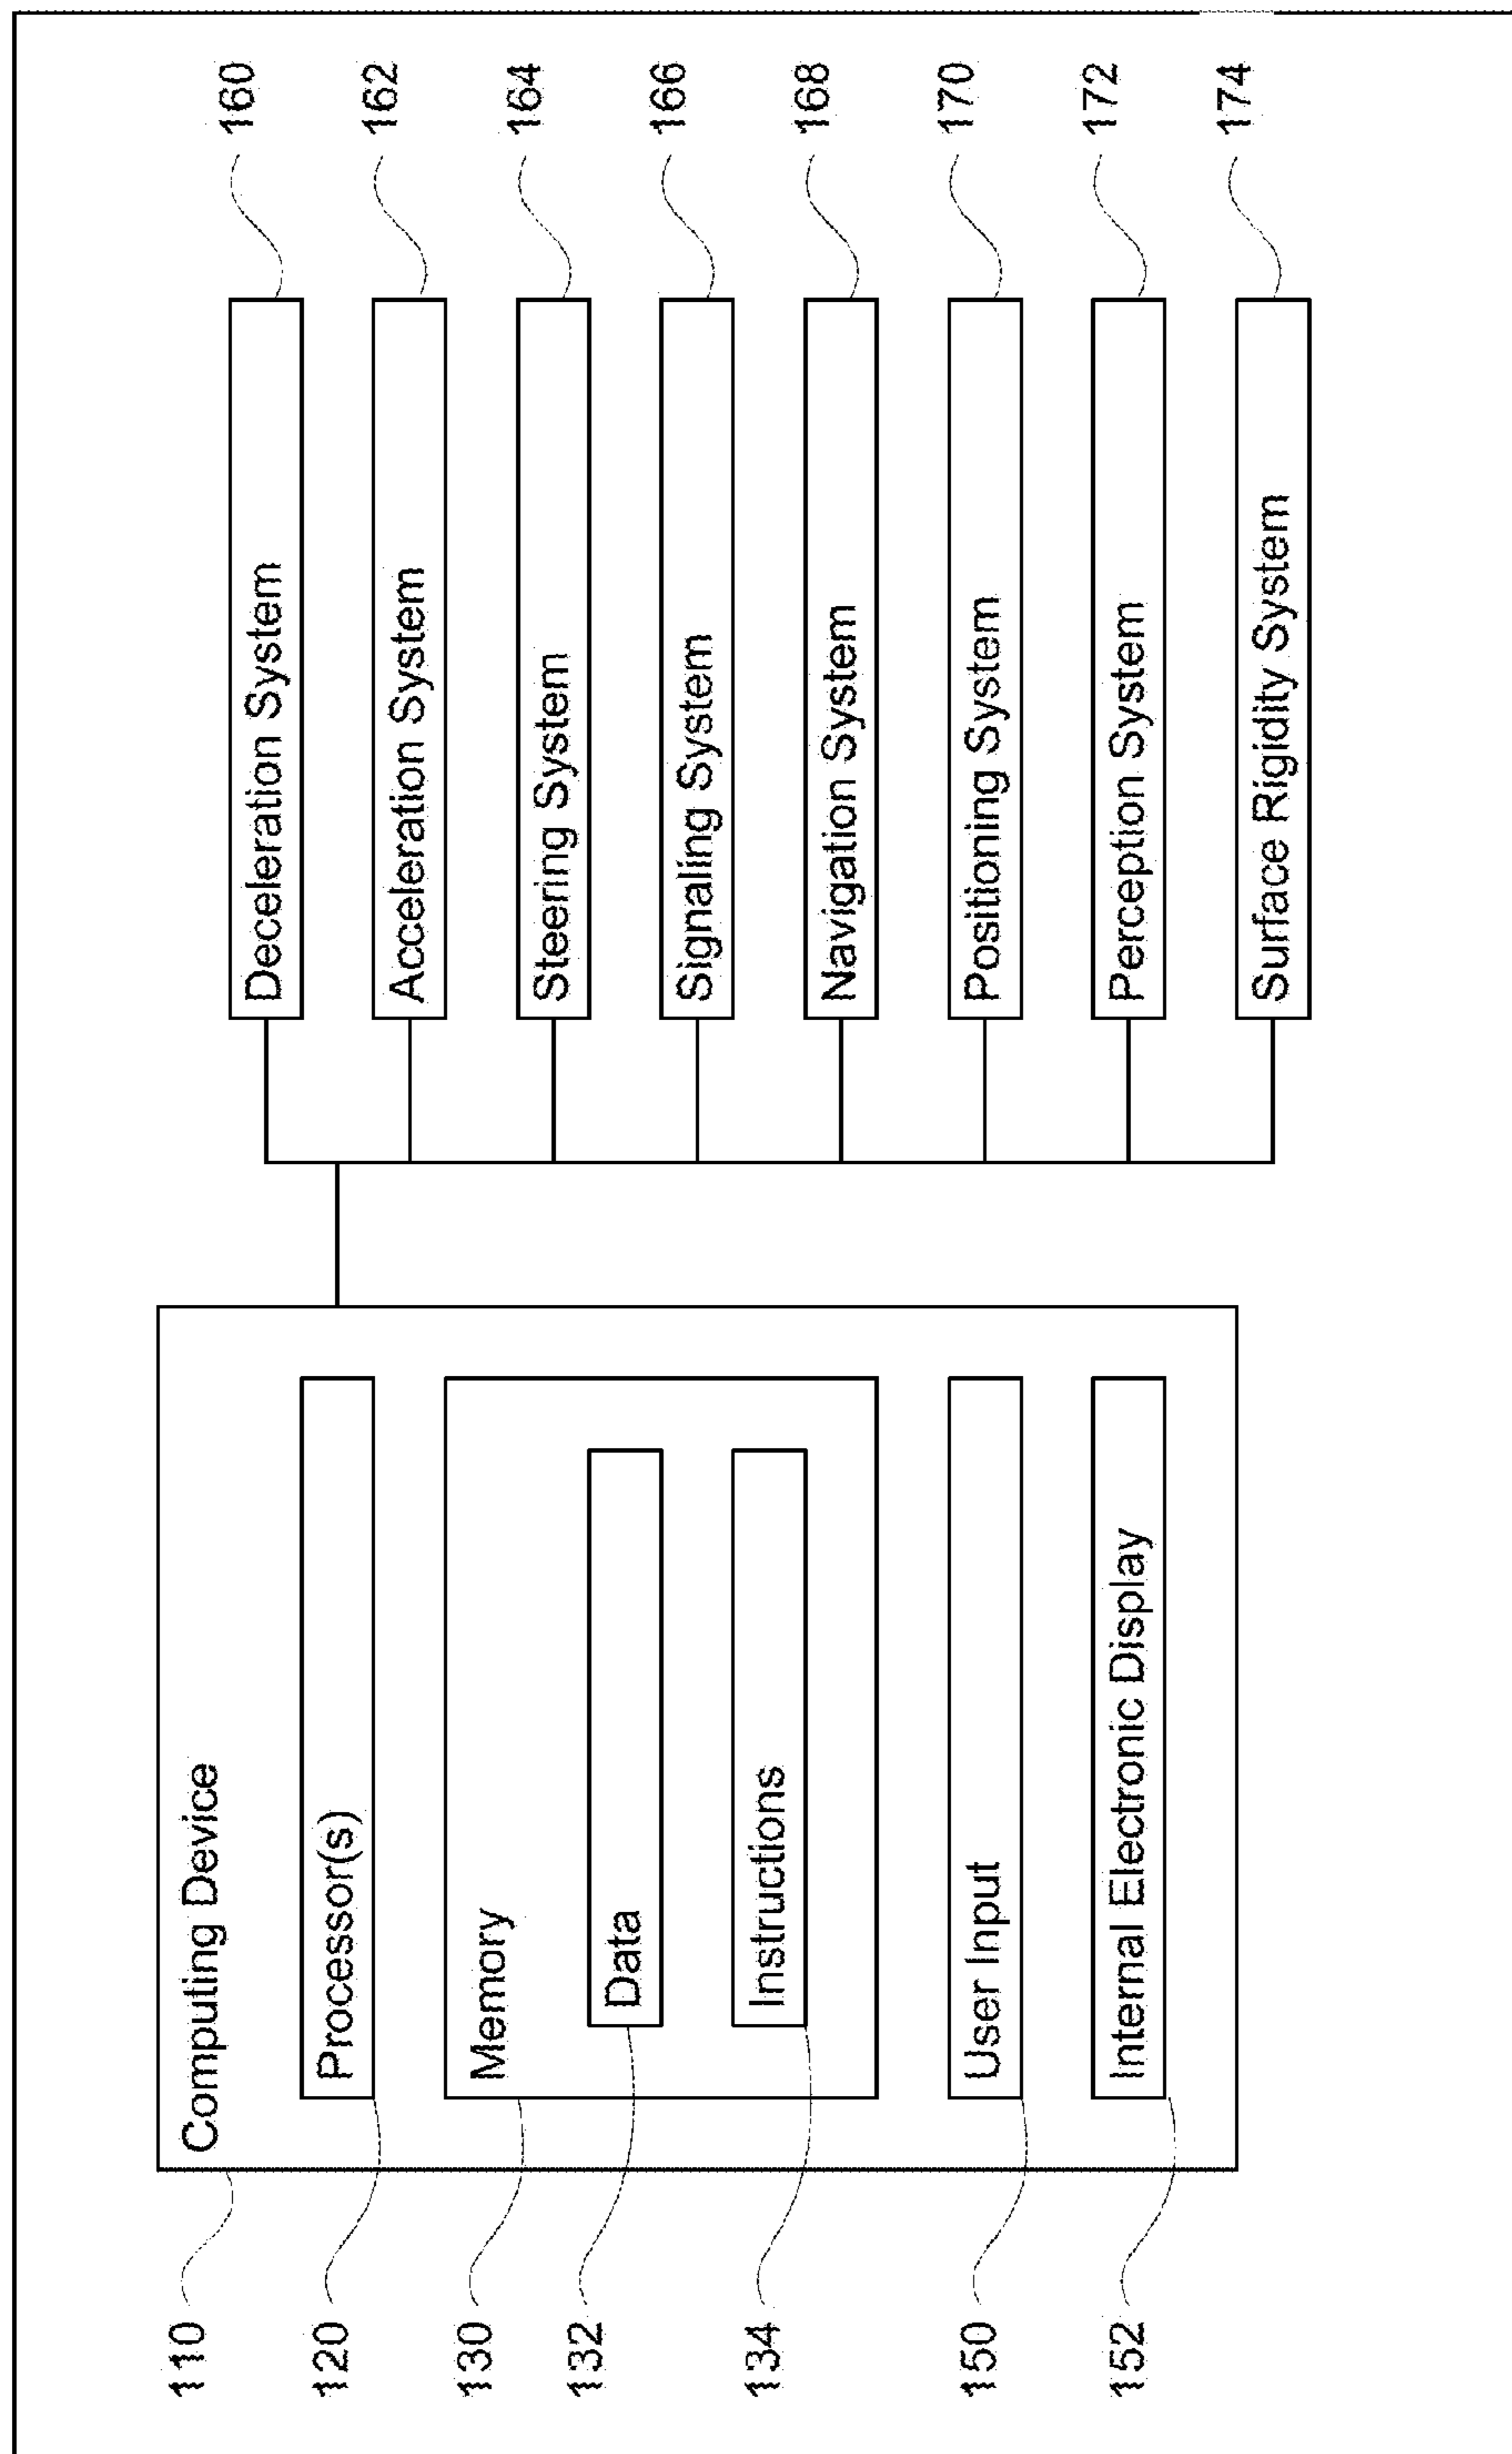 110
Computing Device
120
Processor(s)
130
Memory
132
Data
134
Instructions
150
User Input
152
Internal Electronic Display
Deceleration System
160
Acceleration System
162
Steering System
164
Signaling System
166
Navigation System
168
Positioning System
170
Perception System
172
Surface Rigidity System
174